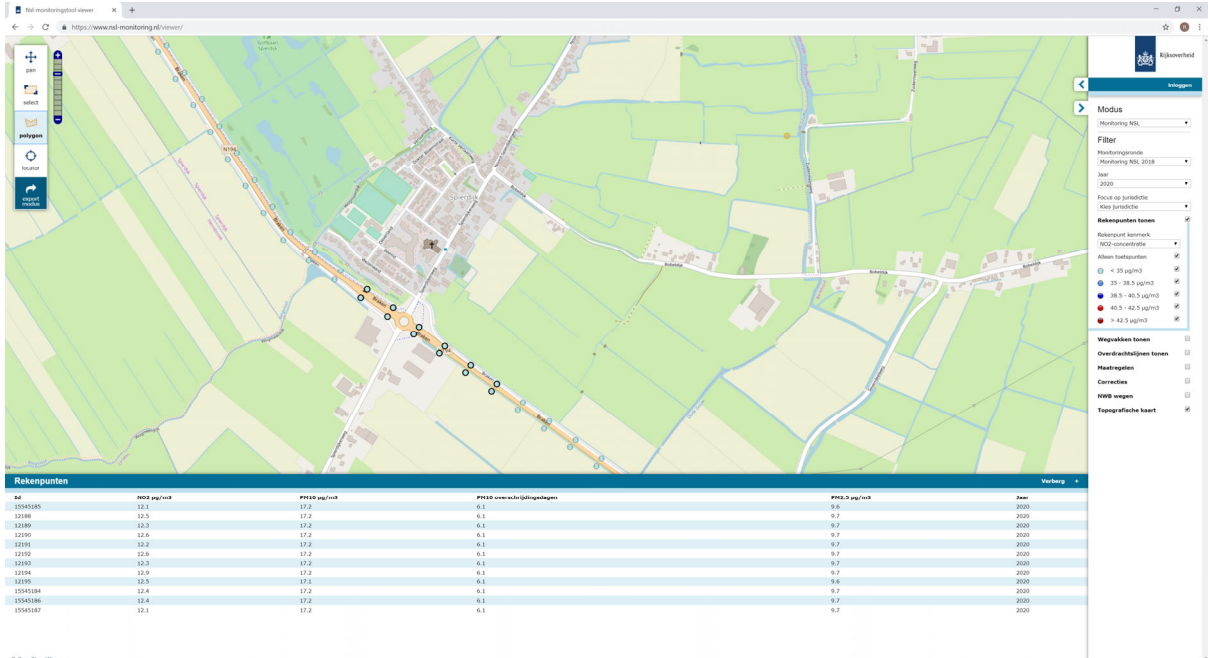 Nsl-monitoringstool viewer
https://www.nsl-monitoring.nl/viewer/
R
pan
select
polygon
locator
export
modus
N194
Spierdijk
Braken
Bobeldijk
Rijksoverheid
Inloggen
Modus
Monitoring NSL
Filter
Monitoringsronde
Monitoring NSL 2018
Jaar
2020
Focus op jurisdictie
Kies jurisdictie
Rekenpunten tonen
Rekenpunt kenmerk
NO2-concentratie
Alleen toetspunten
< 35 µg/m3
35 - 38.5 µg/m3
38.5 - 40.5 µg/m3
40.5 - 42.5 µg/m3
> 42.5 µg/m3
Wegvakken tonen
Overdrachtslijnen tonen
Maatregelen
Correcties
NWB wegen
Topografische kaart
Rekenpunten Verberg +
Id NO2 µg/m3 PM10 µg/m3 PM10 overschrijdingsdagen PM2.5 µg/m3 Jaar
15545185 12.1 17.2 6.1 9.6 2020
12188 12.5 17.2 6.1 9.7 2020
12189 12.3 17.2 6.1 9.7 2020
12190 12.6 17.2 6.1 9.7 2020
12191 12.2 17.2 6.1 9.7 2020
12192 12.6 17.2 6.1 9.7 2020
12193 12.3 17.2 6.1 9.7 2020
12194 12.9 17.2 6.1 9.7 2020
12195 12.5 17.1 6.1 9.6 2020
15545184 12.4 17.2 6.1 9.7 2020
15545186 12.4 17.2 6.1 9.7 2020
15545187 12.1 17.2 6.1 9.7 2020